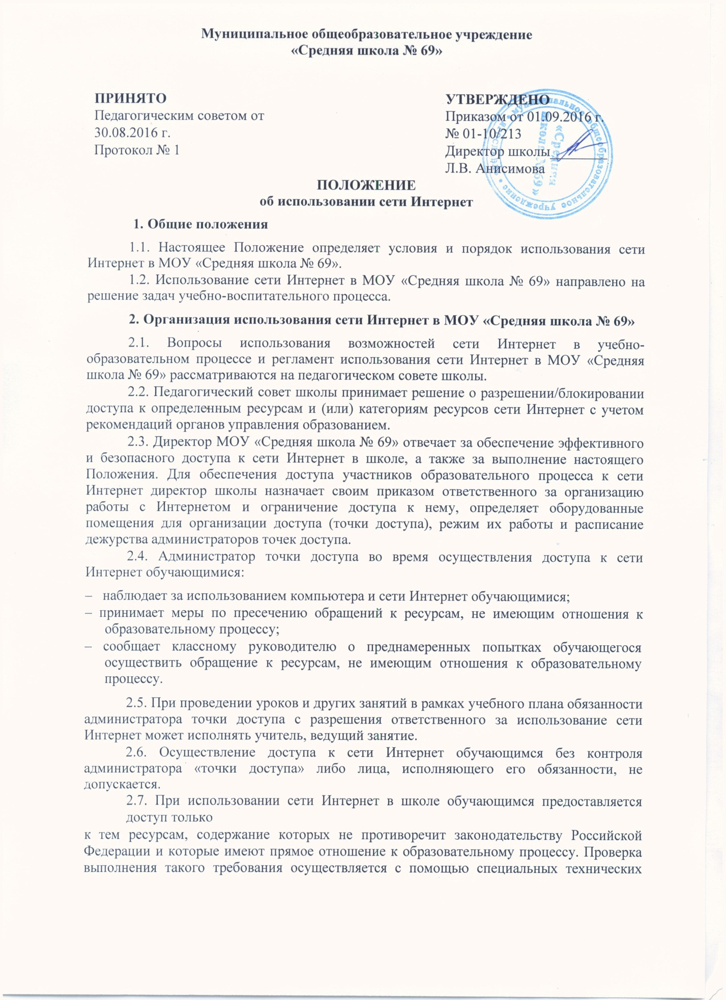 Муниципальное общеобразовательное учреждение
«Средняя школа № 69»
ПРИНЯТО
Педагогическим советом от
30.08.2016 г.
Протокол № 1
УТВЕРЖДЕНО
Приказом от 01.09.2016 г.
№ 01-10/213
Директор школы________
Л.В. Анисимова
муниципальное общеобразовательное учреждение
«Средняя
школа № 69»
ПОЛОЖЕНИЕ
об использовании сети Интернет
1. Общие положения
1.1. Настоящее Положение определяет условия и порядок использования сети
Интернет в МОУ «Средняя школа № 69».
1.2. Использование сети Интернет в МОУ «Средняя школа № 69» направлено на
решение задач учебно-воспитательного процесса.
2. Организация использования сети Интернет в МОУ «Средняя школа № 69»
2.1. Вопросы использования возможностей сети Интернет в учебно-
образовательном процессе и регламент использования сети Интернет в МОУ «Средняя
школа № 69» рассматриваются на педагогическом совете школы.
2.2. Педагогический совет школы принимает решение о разрешении/блокировании
доступа к определенным ресурсам и (или) категориям ресурсов сети Интернет с учетом
рекомендаций органов управления образованием.
2.3. Директор МОУ «Средняя школа № 69» отвечает за обеспечение эффективного
и безопасного доступа к сети Интернет в школе, а также за выполнение настоящего
Положения. Для обеспечения доступа участников образовательного процесса к сети
Интернет директор школы назначает своим приказом ответственного за организацию
работы с Интернетом и ограничение доступа к нему, определяет оборудованные
помещения для организации доступа (точки доступа), режим их работы и расписание
дежурства администраторов точек доступа.
2.4. Администратор точки доступа во время осуществления доступа к сети
Интернет обучающимися:
– наблюдает за использованием компьютера и сети Интернет обучающимися;
– принимает меры по пресечению обращений к ресурсам, не имеющим отношения к
образовательному процессу;
– сообщает классному руководителю о преднамеренных попытках обучающегося
осуществить обращение к ресурсам, не имеющим отношения к образовательному
процессу.
2.5. При проведении уроков и других занятий в рамках учебного плана обязанности
администратора точки доступа с разрешения ответственного за использование сети
Интернет может исполнять учитель, ведущий занятие.
2.6. Осуществление доступа к сети Интернет обучающимся без контроля
администратора «точки доступа» либо лица, исполняющего его обязанности, не
допускается.
2.7. При использовании сети Интернет в школе обучающимся предоставляется
доступ только
к тем ресурсам, содержание которых не противоречит законодательству Российской
Федерации и которые имеют прямое отношение к образовательному процессу. Проверка
выполнения такого требования осуществляется с помощью специальных технических